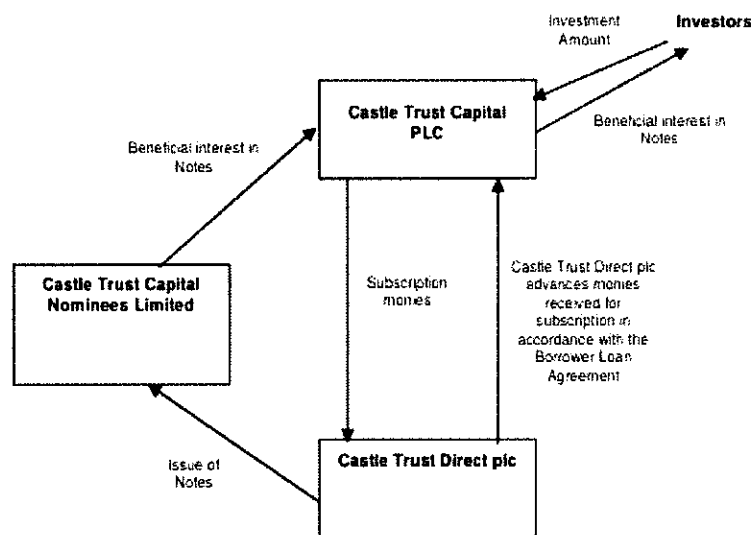 Investment
Amount
Investors
Castle Trust Capital
PLC
Beneficial interest in
Notes
Beneficial interest in
Notes
Castle Trust Capital
Nominees Limited
Subscription
monies
Castle Trust Direct plc
advances monies
received for
subscription in
accordance with the
Borrower Loan
Agreement
Issue of
Notes
Castle Trust Direct plc